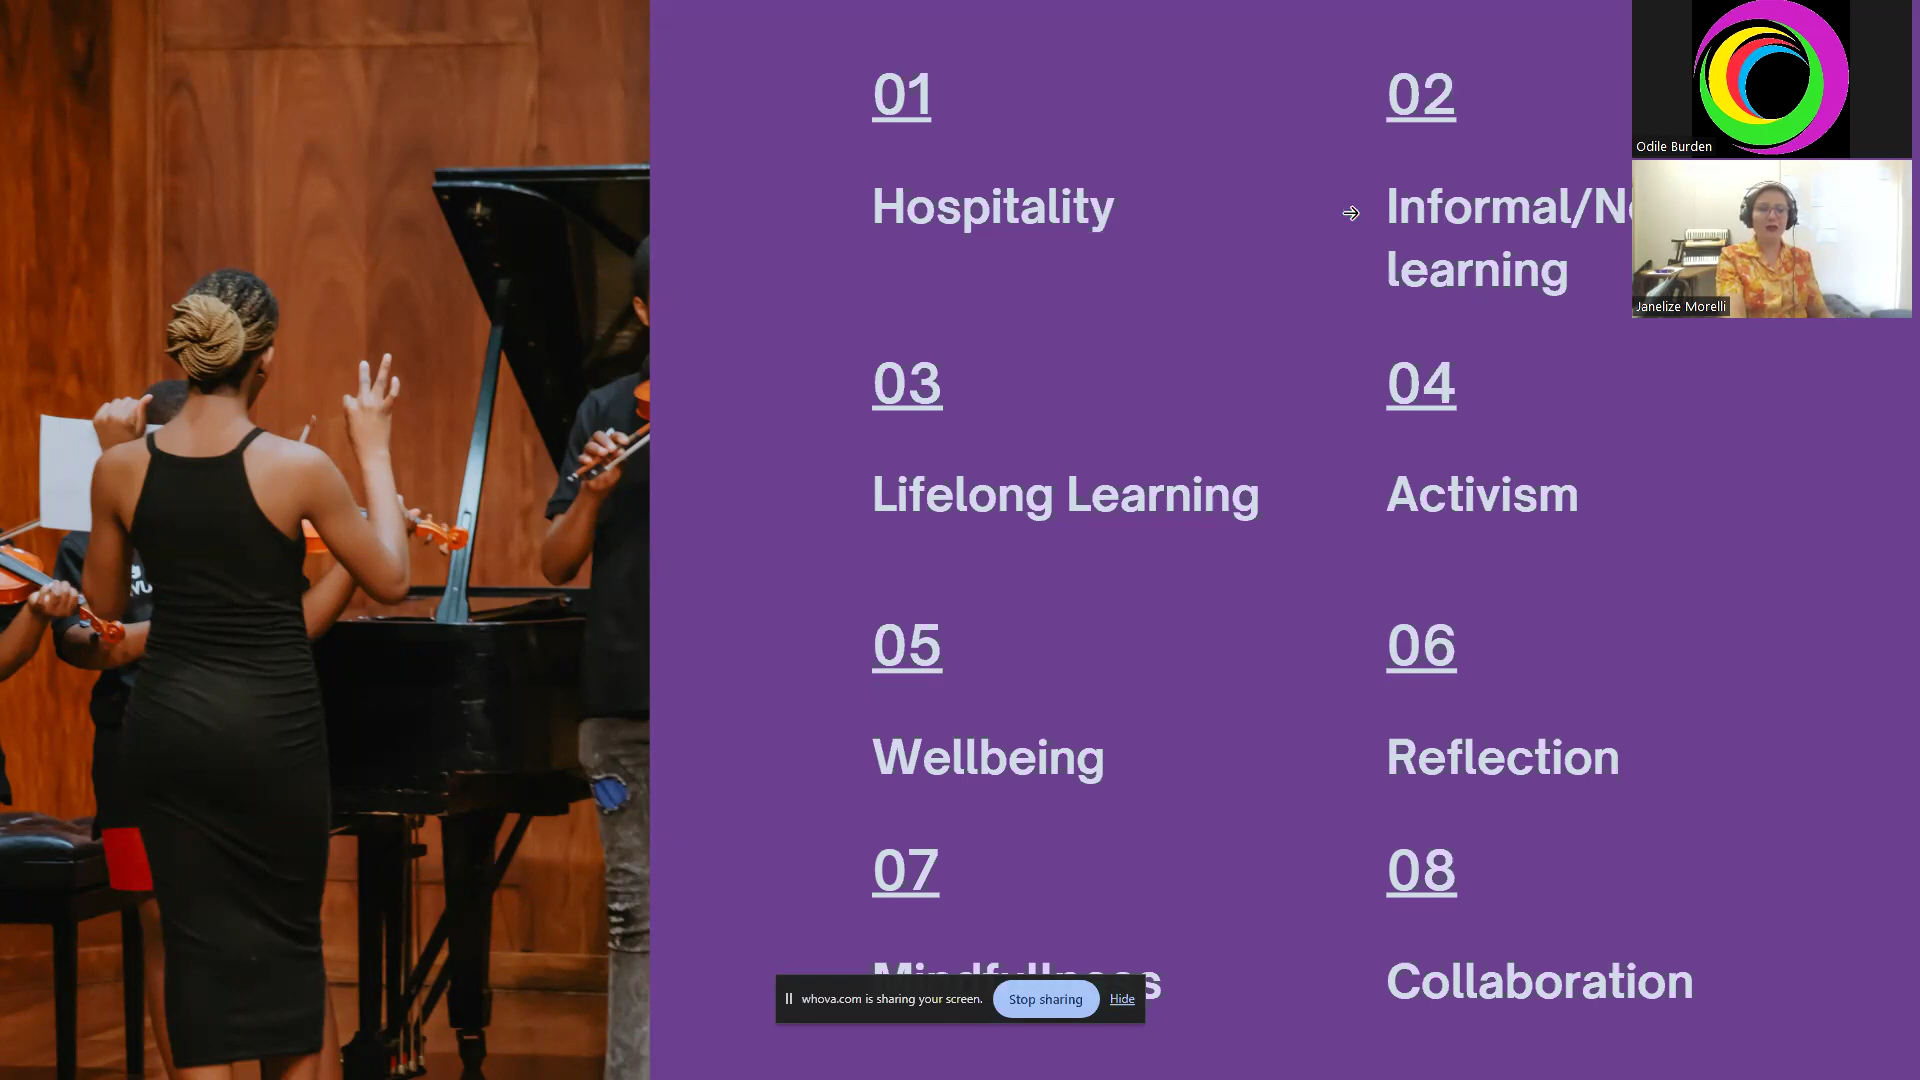 01
02
Odile Burden
Hospitality
Informal/
learning
Janelize Morelli
03
04
Lifelong Learning
Activism
05
06
Wellbeing
Reflection
07
08
Collaboration
whova.com is sharing your screen. Stop sharing Hide